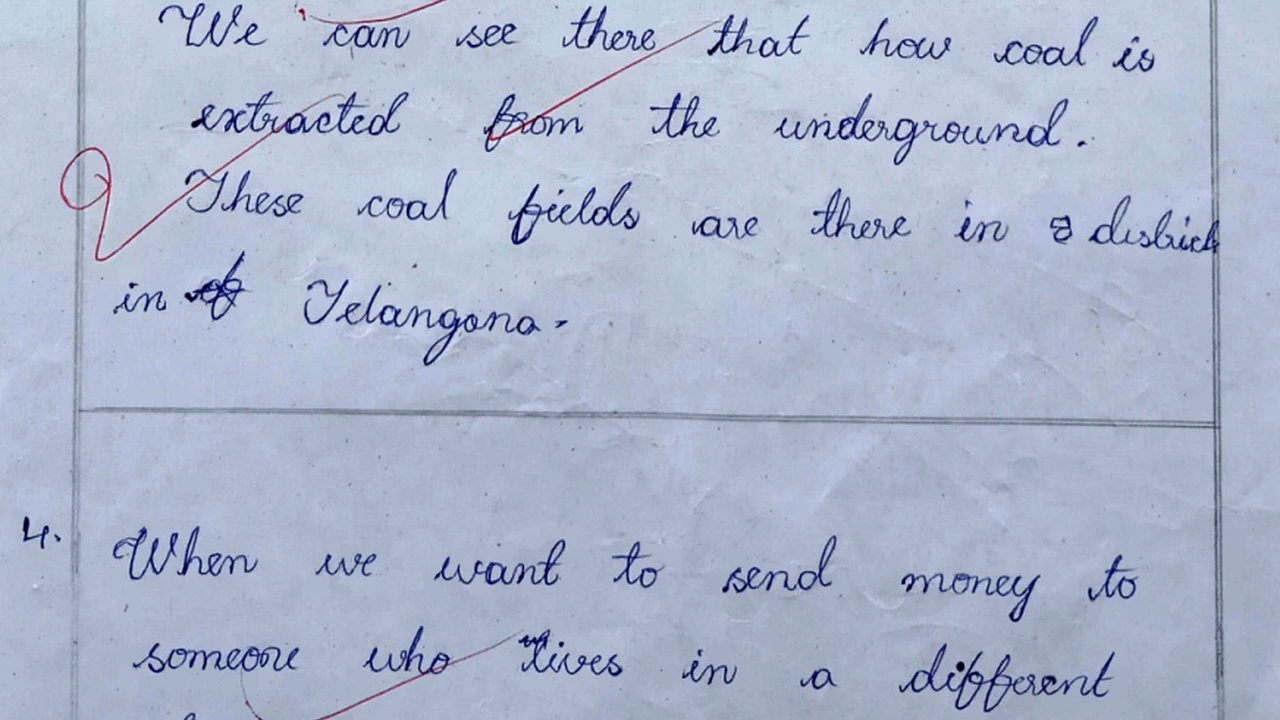 We can see there that how coal is
extracted from the underground.
These coal fields are there in 8 district
in Telangana.
4. When we want to send money to
someone who lives in a different